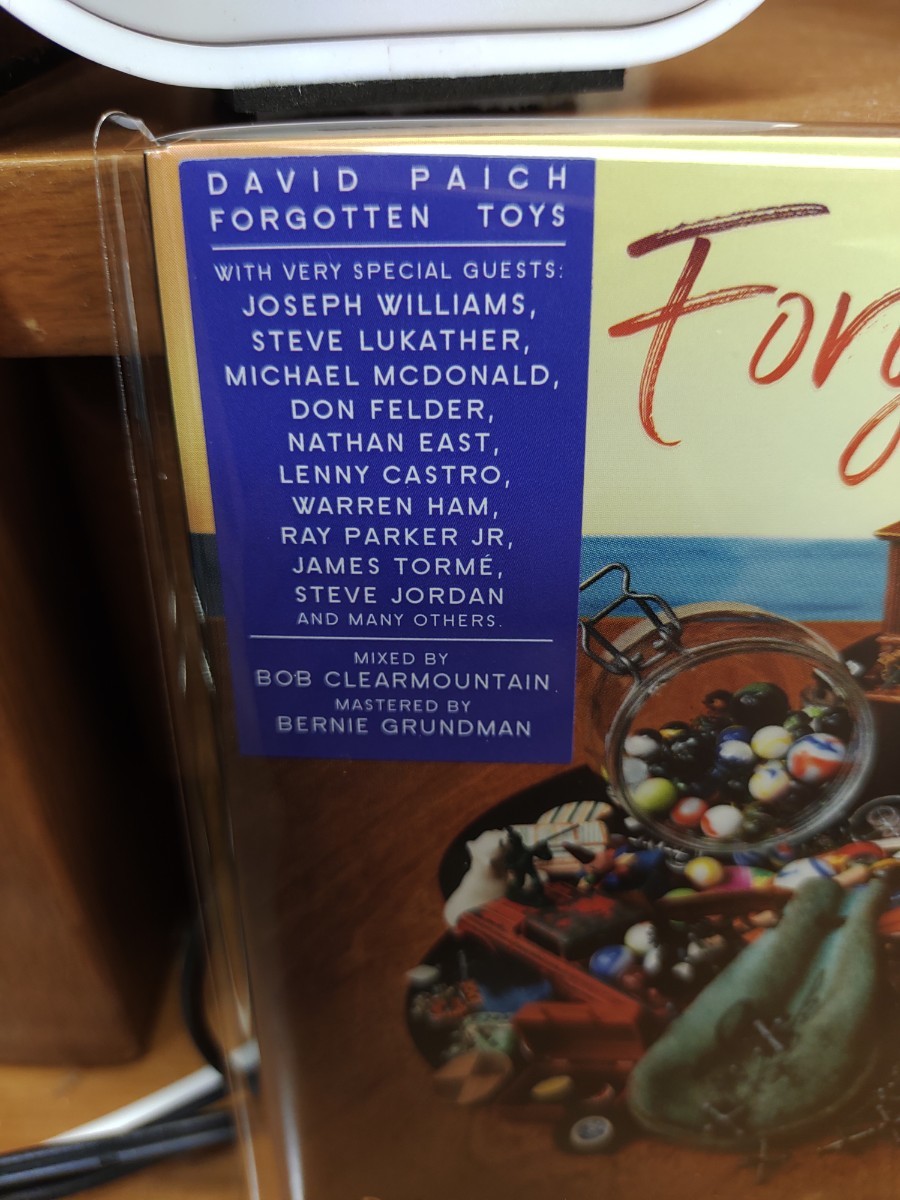 DAVID PAICH
FORGOTTEN TOYS
WITH VERY SPECIAL GUESTS:
JOSEPH WILLIAMS,
STEVE LUKATHER,
MICHAEL MCDONALD,
DON FELDER,
NATHAN EAST,
LENNY CASTRO,
WARREN HAM,
RAY PARKER JR,
JAMES TORMÉ,
STEVE JORDAN
AND MANY OTHERS.
MIXED BY
BOB CLEARMOUNTAIN
MASTERED BY
BERNIE GRUNDMAN
Forg